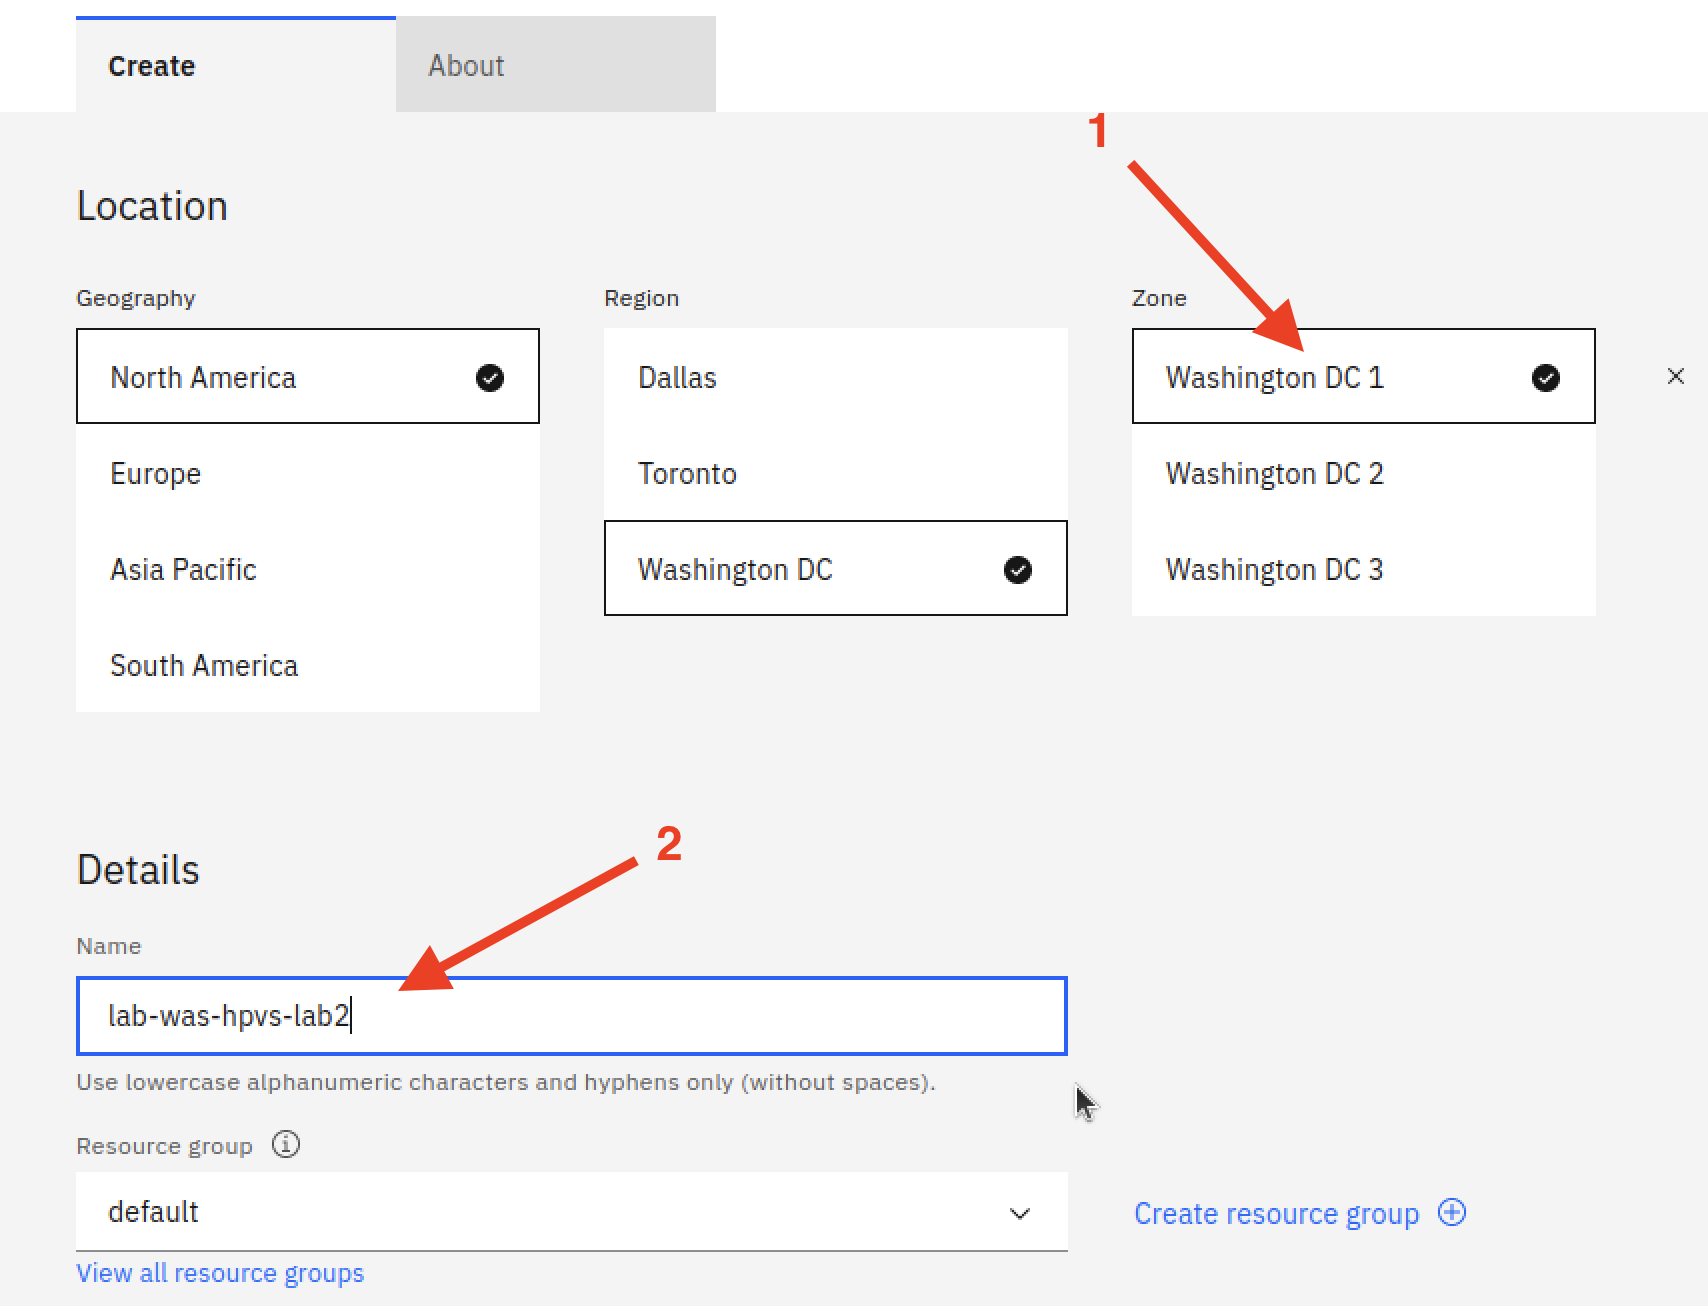 Create
About
1
Location
Geography
Region
Zone
North America
Dallas
Washington DC 1
Europe
Toronto
Washington DC 2
Asia Pacific
Washington DC
Washington DC 3
South America
2
Details
Name
lab-was-hpvs-lab2
Use lowercase alphanumeric characters and hyphens only (without spaces).
Resource group
default
Create resource group
View all resource groups